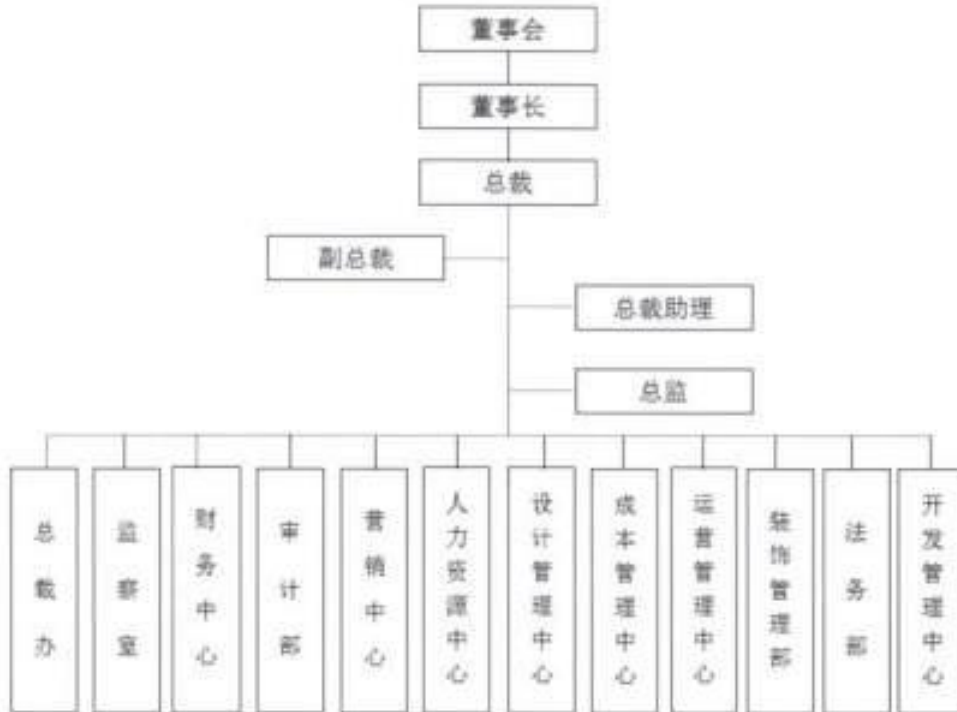 董事会
董事长
总裁
副总裁
总裁助理
总监
总裁办
监察室
财务中心
审计部
营销中心
人力资源中心
设计管理中心
成本管理中心
运营管理中心
装饰管理部
法务部
开发管理中心